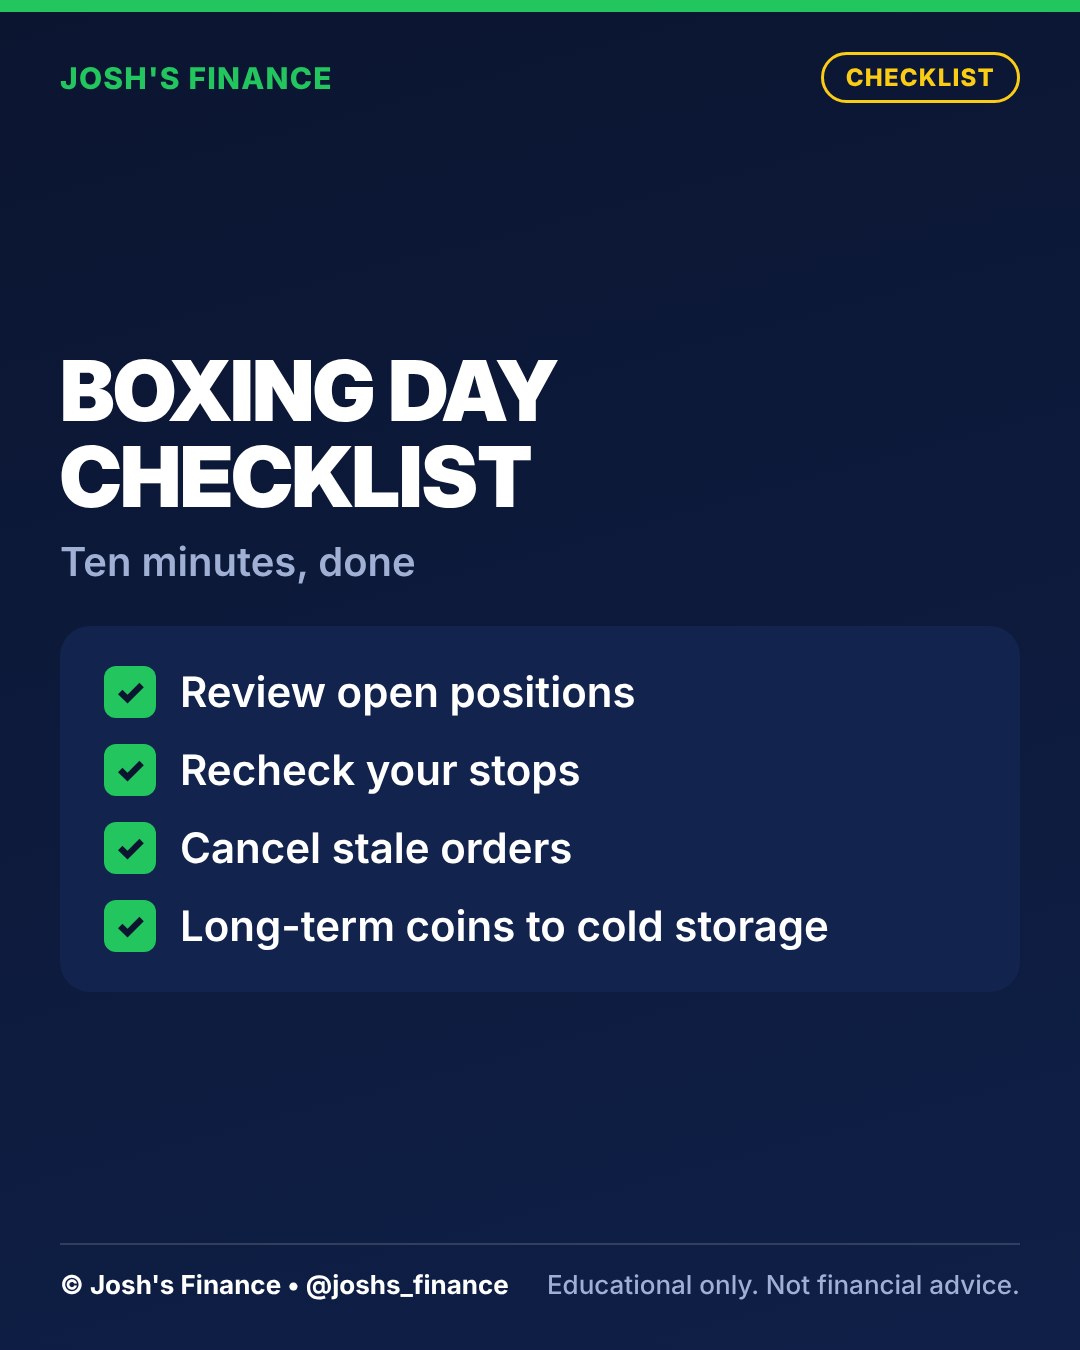 JOSH'S FINANCE
CHECKLIST
BOXING DAY
CHECKLIST
Ten minutes, done
Review open positions
Recheck your stops
Cancel stale orders
Long-term coins to cold storage
© Josh's Finance • @joshs_finance
Educational only. Not financial advice.